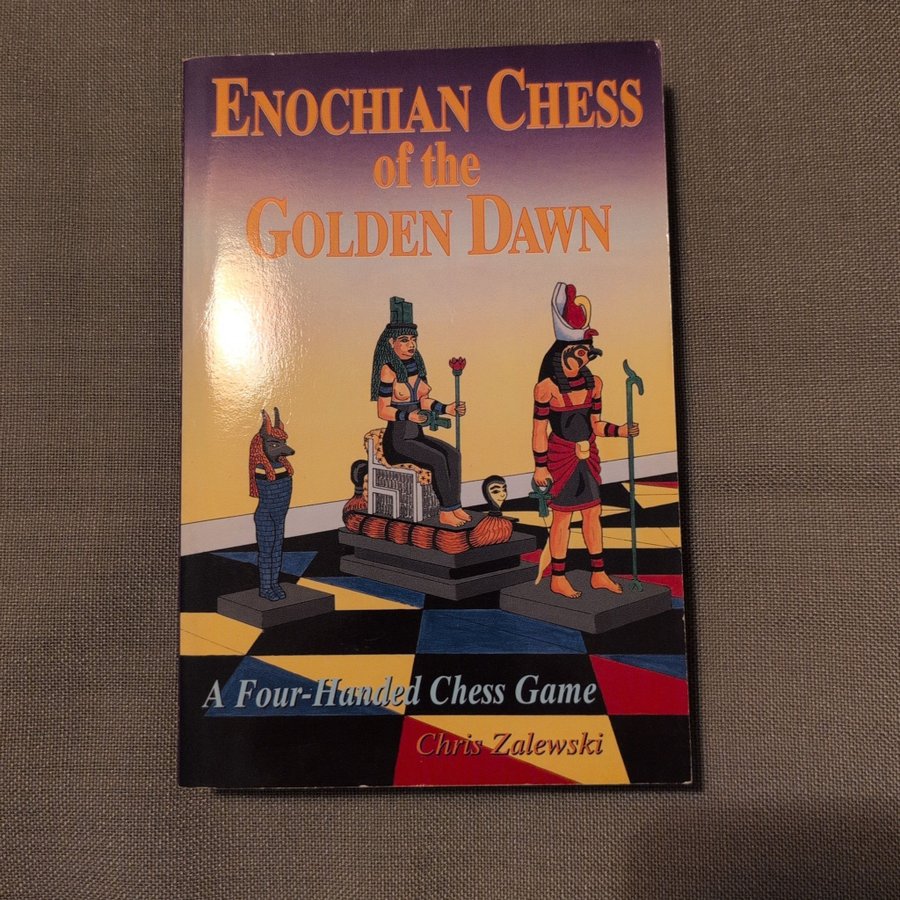 ENOCHIAN CHESS
of the
GOLDEN DAWN
A Four-Handed Chess Game
Chris Zalewski